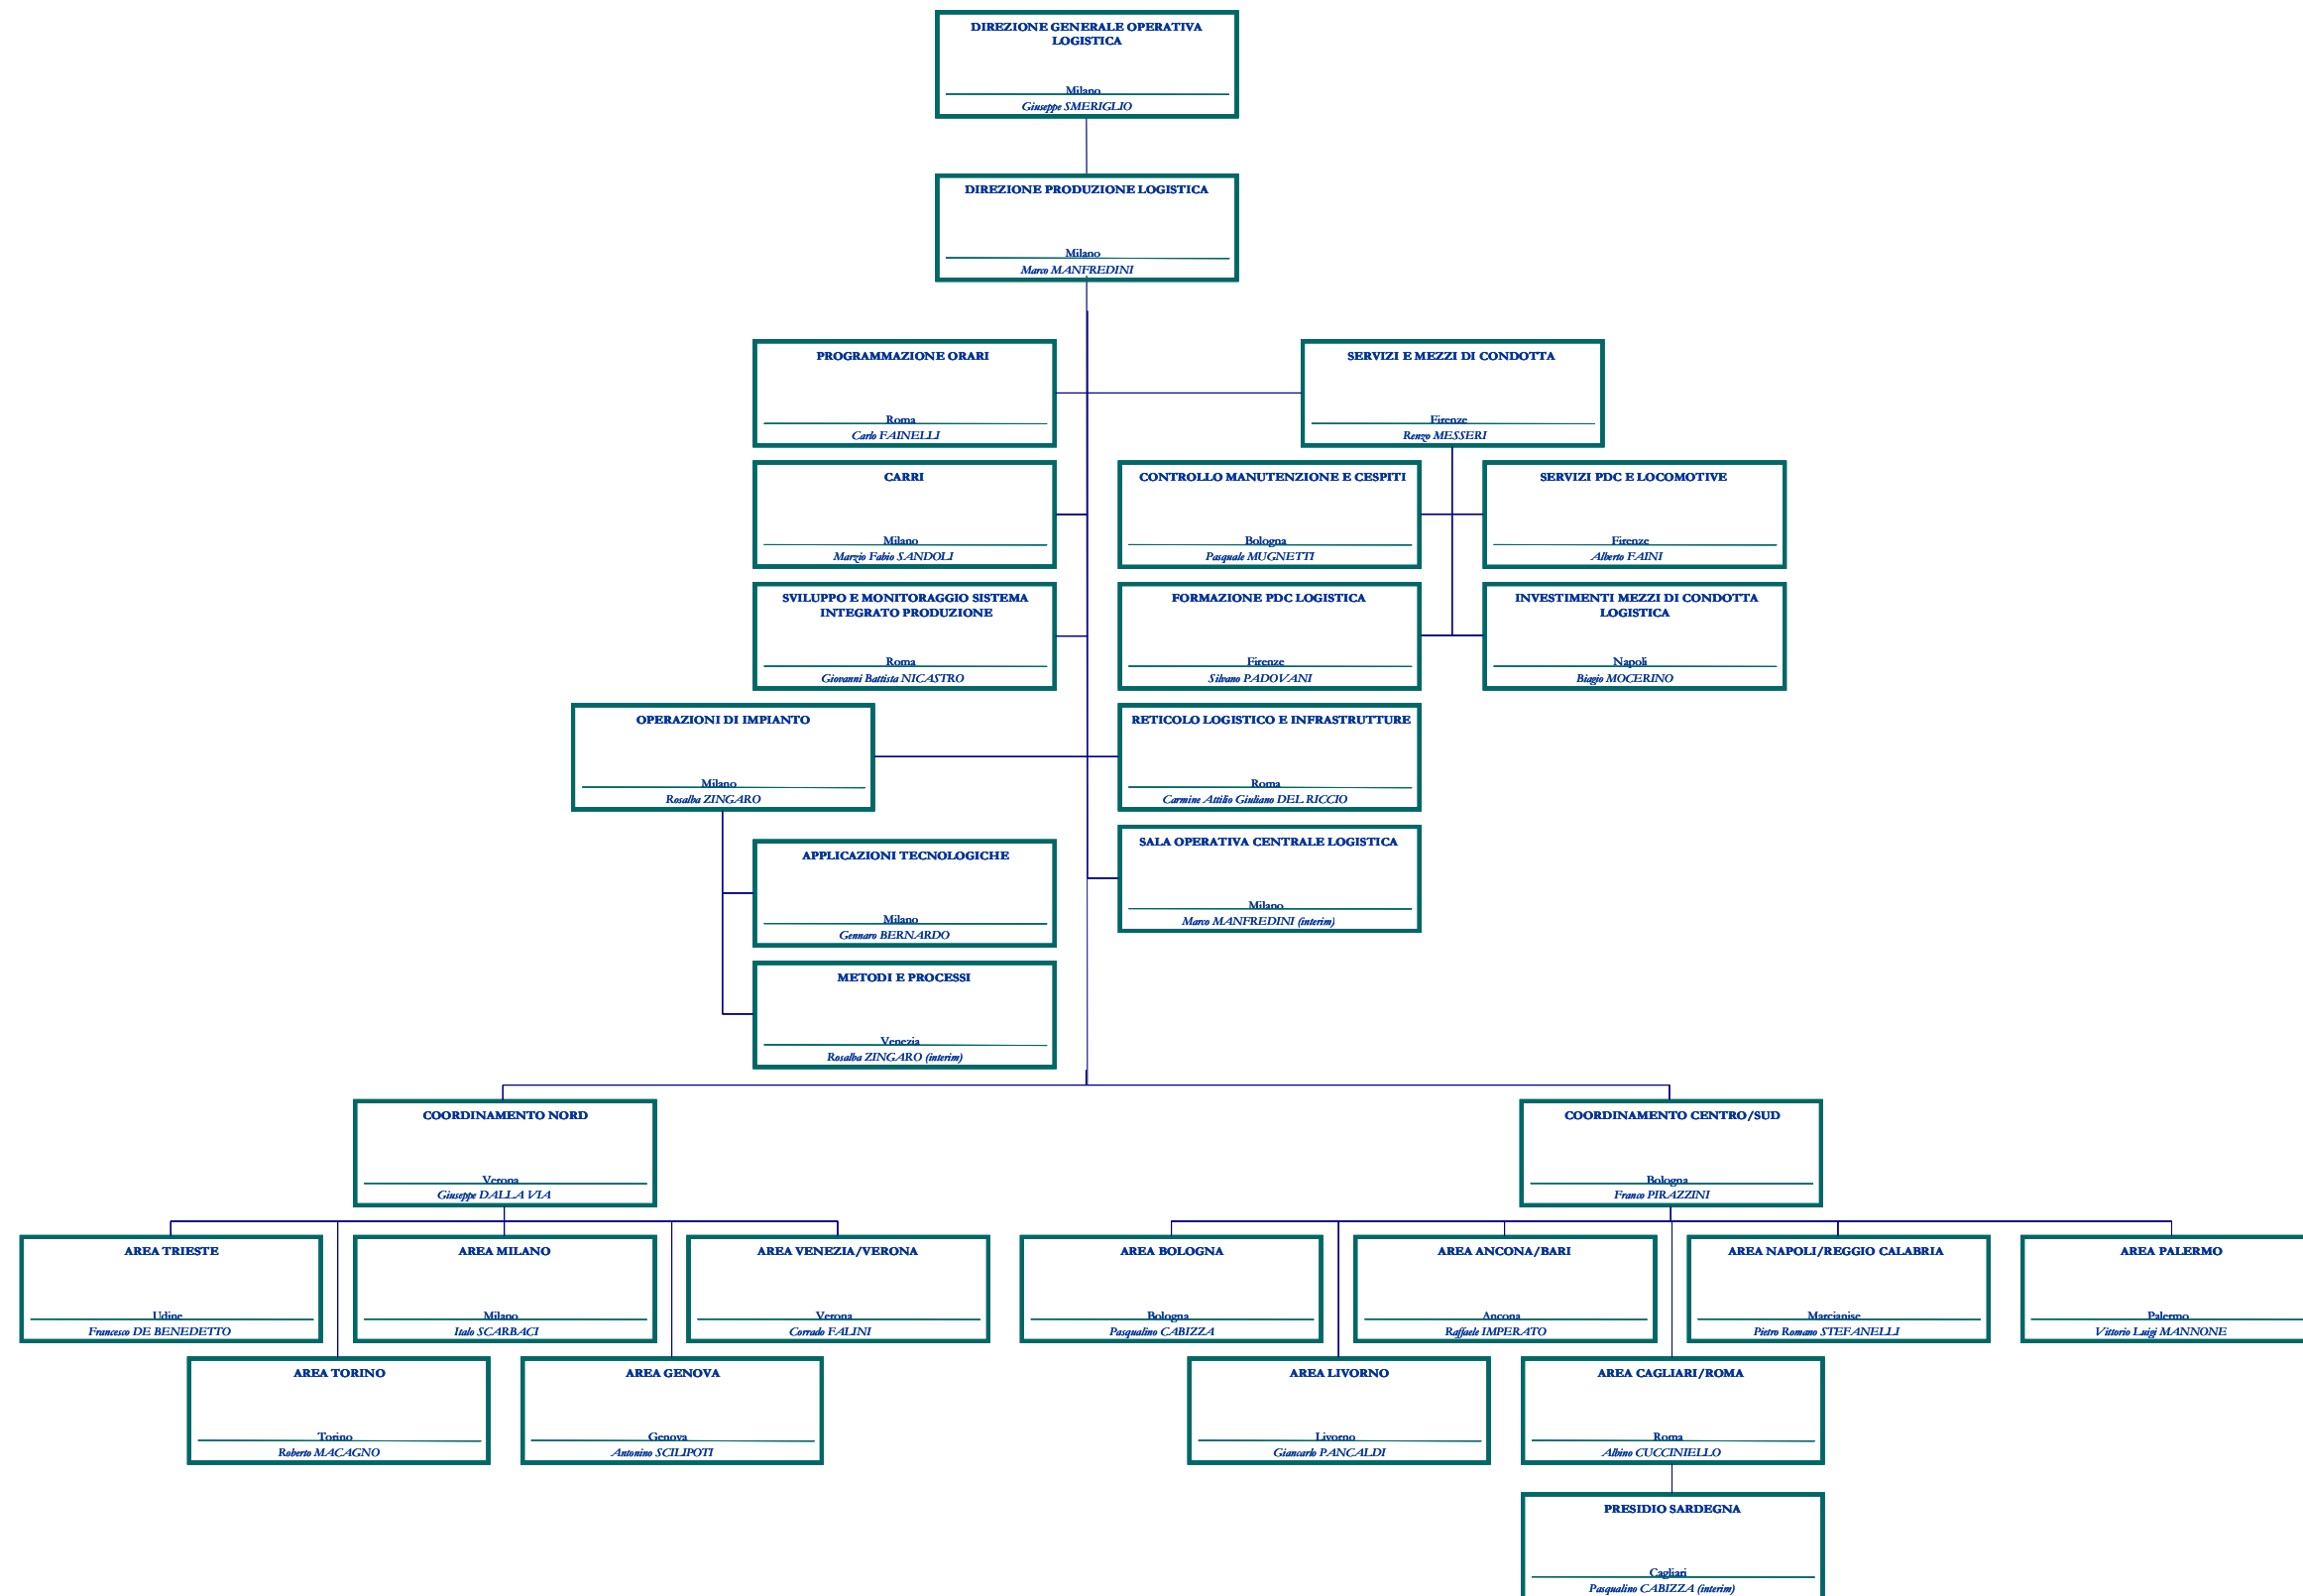 DIREZIONE GENERALE OPERATIVA
LOGISTICA
Milano
Giuseppe SMERIGLIO
DIREZIONE PRODUZIONE LOGISTICA
Milano
Marco MANFREDINI
PROGRAMMAZIONE ORARI
Roma
Carlo FAINELLI
SERVIZI E MEZZI DI CONDOTTA
Firenze
Renzo MESSERI
CARRI
Milano
Marzio Fabio SANDOLI
CONTROLLO MANUTENZIONE E CESPITI
Bologna
Pasquale MUGNETTI
SERVIZI PDC E LOCOMOTIVE
Firenze
Alberto FAINI
SVILUPPO E MONITORAGGIO SISTEMA
INTEGRATO PRODUZIONE
Roma
Giovanni Battista NICASTRO
FORMAZIONE PDC LOGISTICA
Firenze
Silvano PADOVANI
INVESTIMENTI MEZZI DI CONDOTTA
LOGISTICA
Napoli
Biagio MOCERINO
OPERAZIONI DI IMPIANTO
Milano
Rosalba ZINGARO
RETICOLO LOGISTICO E INFRASTRUTTURE
Roma
Carmine Attilio Giuliano DEL RICCIO
APPLICAZIONI TECNOLOGICHE
Milano
Gennaro BERNARDO
SALA OPERATIVA CENTRALE LOGISTICA
Milano
Marco MANFREDINI (interim)
METODI E PROCESSI
Venezia
Rosalba ZINGARO (interim)
COORDINAMENTO NORD
Verona
Giuseppe DALLA VIA
COORDINAMENTO CENTRO/SUD
Bologna
Franco PIRAZZINI
AREA TRIESTE
Udine
Francesco DE BENEDETTO
AREA MILANO
Milano
Italo SCARBACI
AREA VENEZIA/VERONA
Verona
Corrado FALINI
AREA BOLOGNA
Bologna
Pasqualino CABIZZA
AREA ANCONA/BARI
Ancona
Raffaele IMPERATO
AREA NAPOLI/REGGIO CALABRIA
Marcianise
Pietro Romano STEFANELLI
AREA PALERMO
Palermo
Vittorio Luigi MANNONE
AREA TORINO
Torino
Roberto MACAGNO
AREA GENOVA
Genova
Antonino SCILIPOTI
AREA LIVORNO
Livorno
Giancarlo PANCALDI
AREA CAGLIARI/ROMA
Roma
Albino CUCCINIELLO
PRESIDIO SARDEGNA
Cagliari
Pasqualino CABIZZA (interim)